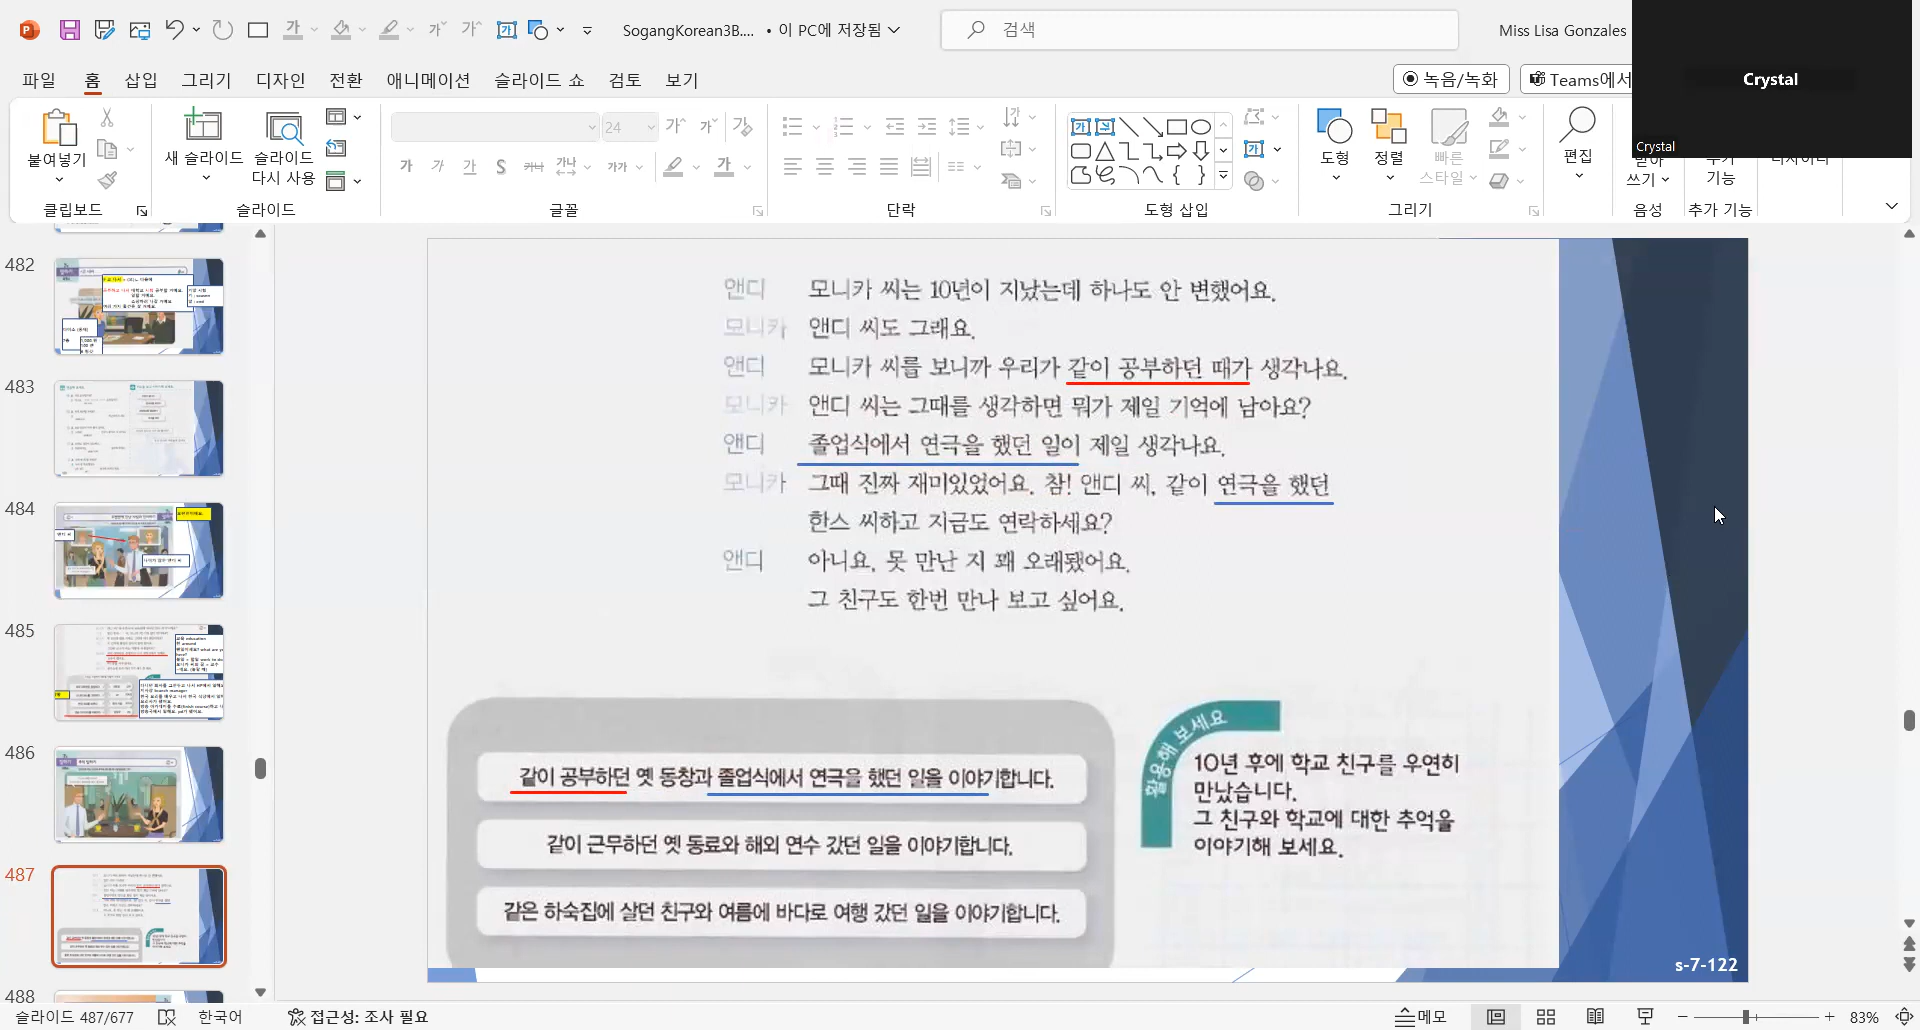 SogangKorean3B.... • 이 PC에 저장됨
검색
Miss Lisa Gonzales
Crystal
Crystal
파일 홈 삽입 그리기 디자인 전환 애니메이션 슬라이드 쇼 검토 보기
녹음/녹화
Teams에서
붙여넣기
새 슬라이드
슬라이드
다시 사용
24
빠른
스타일
도형
정렬
편집
쓰기
기능
클립보드
슬라이드
글꼴
단락
도형 삽입
그리기
음성
추가 기능
482
483
484
485
486
487
488
앤디 모니카 씨는 10년이 지났는데 하나도 안 변했어요.
모니카 앤디 씨도 그래요.
앤디 모니카 씨를 보니까 우리가 같이 공부하던 때가 생각나요.
모니카 앤디 씨는 그때를 생각하면 뭐가 제일 기억에 남아요?
앤디 졸업식에서 연극을 했던 일이 제일 생각나요.
모니카 그때 진짜 재미있었어요. 참! 앤디 씨, 같이 연극을 했던
한스 씨하고 지금도 연락하세요?
앤디 아니요, 못 만난 지 꽤 오래됐어요.
그 친구도 한번 만나 보고 싶어요.
같이 공부하던 옛 동창과 졸업식에서 연극을 했던 일을 이야기합니다.
같이 근무하던 옛 동료와 해외 연수 갔던 일을 이야기합니다.
같은 하숙집에 살던 친구와 여름에 바다로 여행 갔던 일을 이야기합니다.
활용해 보세요
10년 후에 학교 친구를 우연히
만났습니다.
그 친구와 학교에 대한 추억을
이야기해 보세요.
s-7-122
슬라이드 487/677
한국어
접근성: 조사 필요
메모
83%